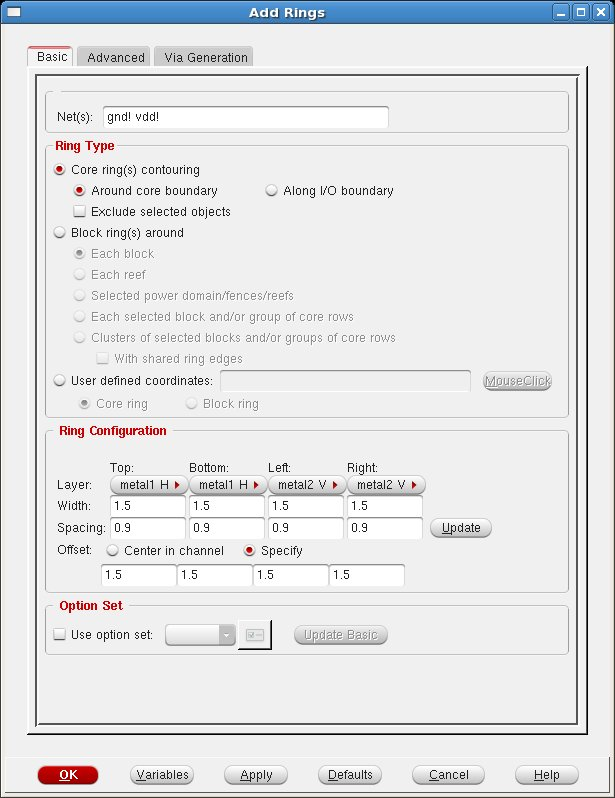 Add Rings
Basic Advanced Via Generation
Net(s): gnd! vdd!
Ring Type
Core ring(s) contouring
Around core boundary Along I/O boundary
Exclude selected objects
Block ring(s) around
Each block
Each reef
Selected power domain/fences/reefs
Each selected block and/or group of core rows
Clusters of selected blocks and/or groups of core rows
With shared ring edges
User defined coordinates: MouseClick
Core ring Block ring
Ring Configuration
Top: Bottom: Left: Right:
Layer: metal1 H metal1 H metal2 V metal2 V
Width: 1.5 1.5 1.5 1.5
Spacing: 0.9 0.9 0.9 0.9 Update
Offset: Center in channel Specify
1.5 1.5 1.5 1.5
Option Set
Use option set: Update Basic
OK Variables Apply Defaults Cancel Help